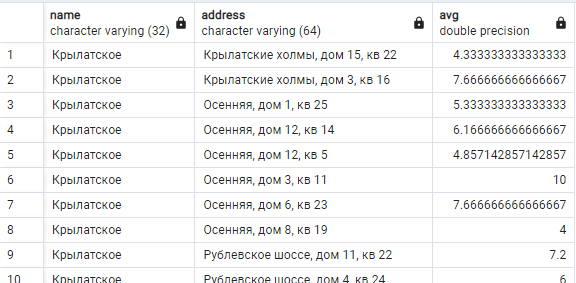 name address avg
character varying (32) character varying (64) double precision
1 Крылатское Крылатские холмы, дом 15, кв 22 4.333333333333333
2 Крылатское Крылатские холмы, дом 3, кв 16 7.666666666666667
3 Крылатское Осенняя, дом 1, кв 25 5.333333333333333
4 Крылатское Осенняя, дом 12, кв 14 6.166666666666667
5 Крылатское Осенняя, дом 12, кв 5 4.857142857142857
6 Крылатское Осенняя, дом 3, кв 11 10
7 Крылатское Осенняя, дом 6, кв 23 7.666666666666667
8 Крылатское Осенняя, дом 8, кв 19 4
9 Крылатское Рублевское шоссе, дом 11, кв 22 7.2
10 Крылатское Рублевское шоссе, дом 4, кв 24 6